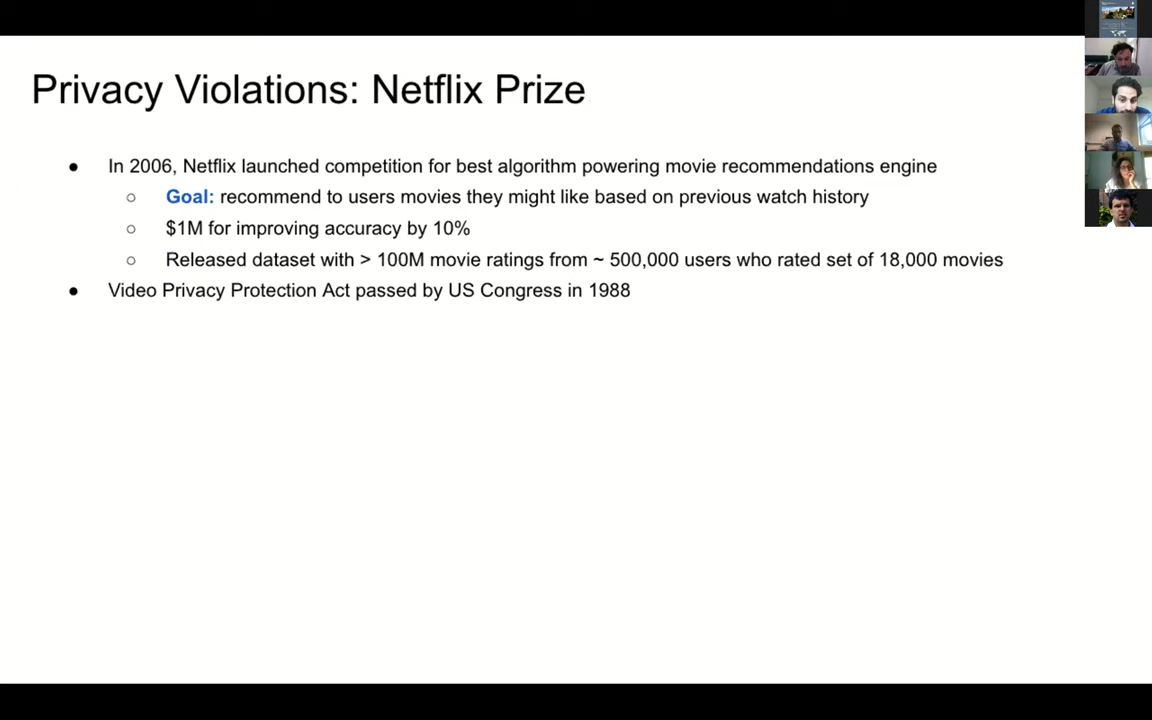 Privacy Violations: Netflix Prize
● In 2006, Netflix launched competition for best algorithm powering movie recommendations engine
○ Goal: recommend to users movies they might like based on previous watch history
○ $1M for improving accuracy by 10%
○ Released dataset with > 100M movie ratings from ~ 500,000 users who rated set of 18,000 movies
● Video Privacy Protection Act passed by US Congress in 1988